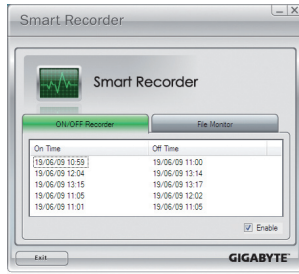 Smart Recorder
Smart Recorder
ON/OFF Recorder File Monitor
On Time Off Time
19/06/09 10:59 19/06/09 11:00
19/06/09 12:04 19/06/09 13:14
19/06/09 13:15 19/06/09 13:17
19/06/09 11:05 19/06/09 12:02
19/06/09 11:01 19/06/09 11:05
Enable
Exit GIGABYTE™